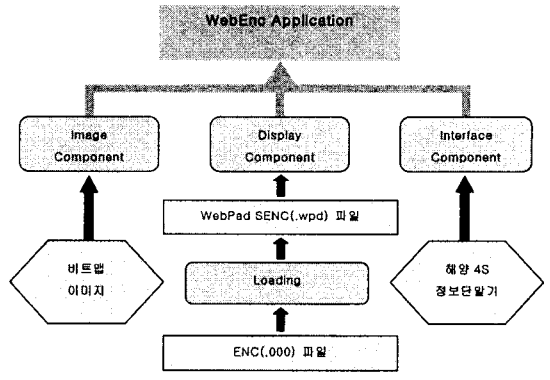 WebEnc Application
Image
Component
Display
Component
Interface
Component
WebPad SENC(.wpd) 파일
비트맵
이미지
Loading
해양 4S
정보단말기
ENC(.000) 파일